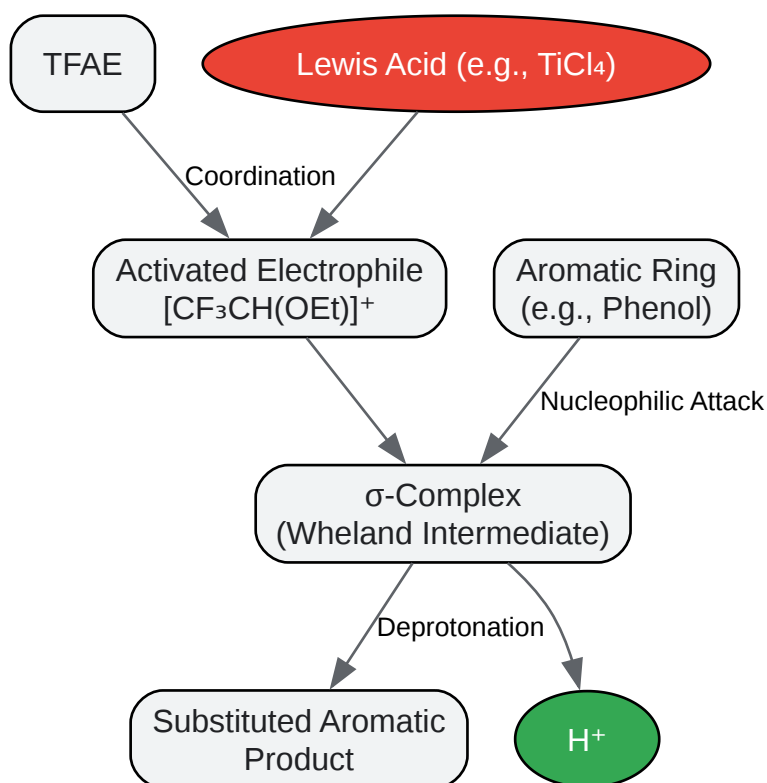 TFAE
Lewis Acid (e.g., TiCl₄)
Coordination
Activated Electrophile
[CF₃CH(OEt)]⁺
Aromatic Ring
(e.g., Phenol)
Nucleophilic Attack
σ-Complex
(Wheland Intermediate)
Deprotonation
Substituted Aromatic
Product
H⁺